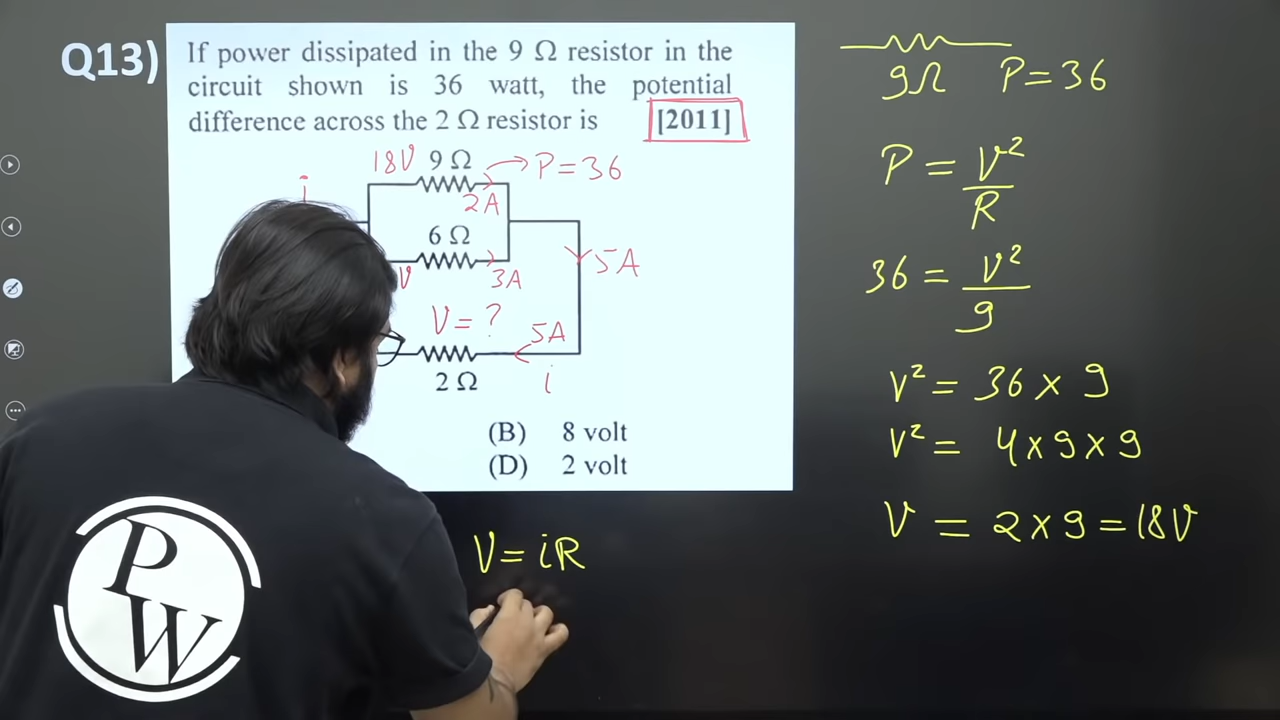 Q13)
If power dissipated in the 9 Ω resistor in the
circuit shown is 36 watt, the potential
difference across the 2 Ω resistor is [2011]
18V 9 Ω P = 36
i
2A
6 Ω
V 3A
5A
V = ?
5A
2 Ω i
(B) 8 volt
(D) 2 volt
V = iR
9Ω P = 36
P = V²/R
36 = V²/9
V² = 36 × 9
V² = 4 × 9 × 9
V = 2 × 9 = 18V
P
W